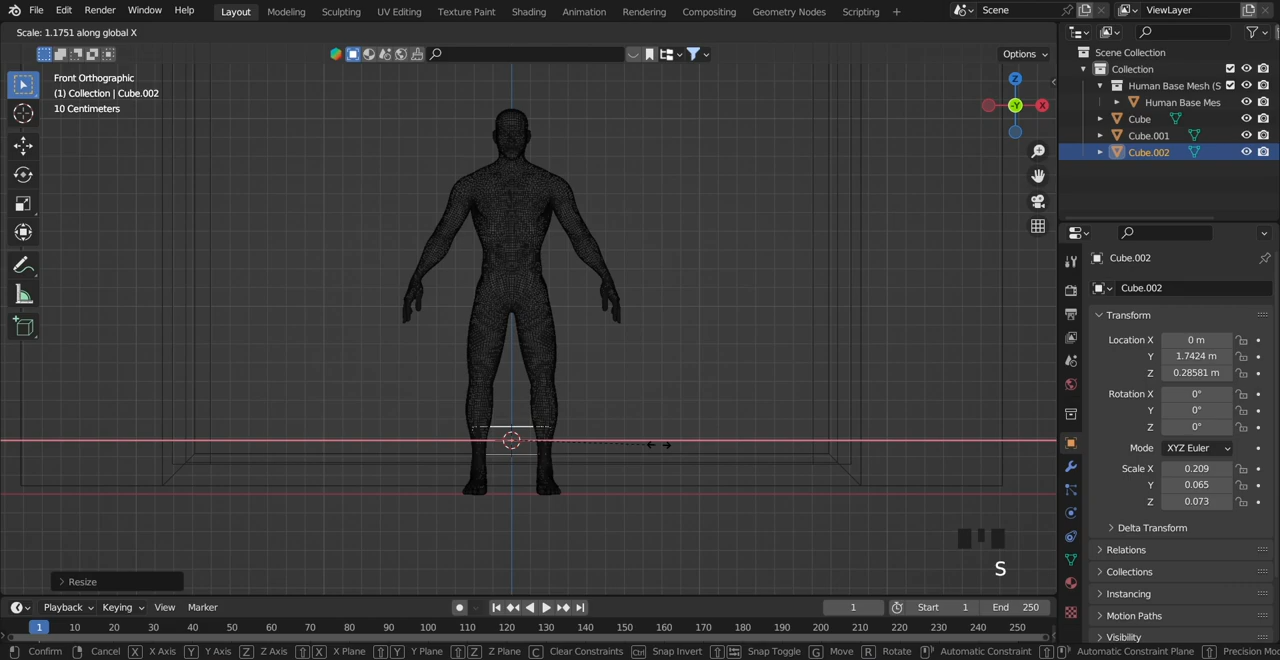 File Edit Render Window Help Layout Modeling Sculpting UV Editing Texture Paint Shading Animation Rendering Compositing Geometry Nodes Scripting + Scene ViewLayer
Scale: 1.1751 along global X
Options
Front Orthographic
(1) Collection | Cube.002
10 Centimeters
Z
X
-Y
Scene Collection
Collection
Human Base Mesh (S
Human Base Mes
Cube
Cube.001
Cube.002
Cube.002
Cube.002
Transform
Location X 0 m
Y 1.7424 m
Z 0.28581 m
Rotation X 0°
Y 0°
Z 0°
Mode XYZ Euler
Scale X 0.209
Y 0.065
Z 0.073
Delta Transform
Relations
Collections
Instancing
Motion Paths
Visibility
S
Resize
Playback Keying View Marker 1 Start 1 End 250
1 10 20 30 40 50 60 70 80 90 100 110 120 130 140 150 160 170 180 190 200 210 220 230 240 250
Confirm X Cancel X X Axis Y Y Axis Z Z Axis X X Plane Y Y Plane Z Z Plane C Clear Constraints Ctrl Snap Invert Snap Toggle G Move R Rotate Automatic Constraint Automatic Constraint Plane Precision Mod